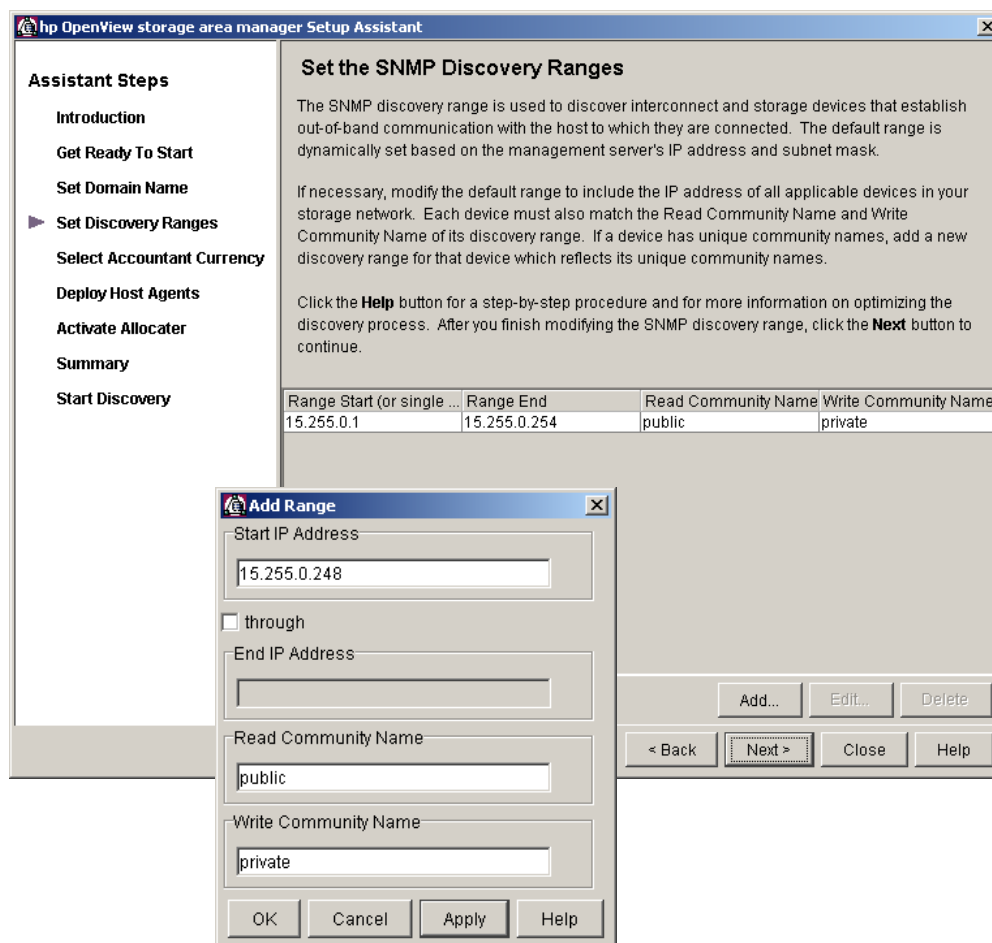 hp OpenView storage area manager Setup Assistant
Assistant Steps
Introduction
Get Ready To Start
Set Domain Name
Set Discovery Ranges
Select Accountant Currency
Deploy Host Agents
Activate Allocater
Summary
Start Discovery
Set the SNMP Discovery Ranges
The SNMP discovery range is used to discover interconnect and storage devices that establish
out-of-band communication with the host to which they are connected. The default range is
dynamically set based on the management server's IP address and subnet mask.
If necessary, modify the default range to include the IP address of all applicable devices in your
storage network. Each device must also match the Read Community Name and Write
Community Name of its discovery range. If a device has unique community names, add a new
discovery range for that device which reflects its unique community names.
Click the Help button for a step-by-step procedure and for more information on optimizing the
discovery process. After you finish modifying the SNMP discovery range, click the Next button to
continue.
Range Start (or single ... Range End Read Community Name Write Community Name
15.255.0.1 15.255.0.254 public private
Add... Edit... Delete
< Back Next > Close Help
Add Range
Start IP Address
15.255.0.248
through
End IP Address
Read Community Name
public
Write Community Name
private
OK Cancel Apply Help